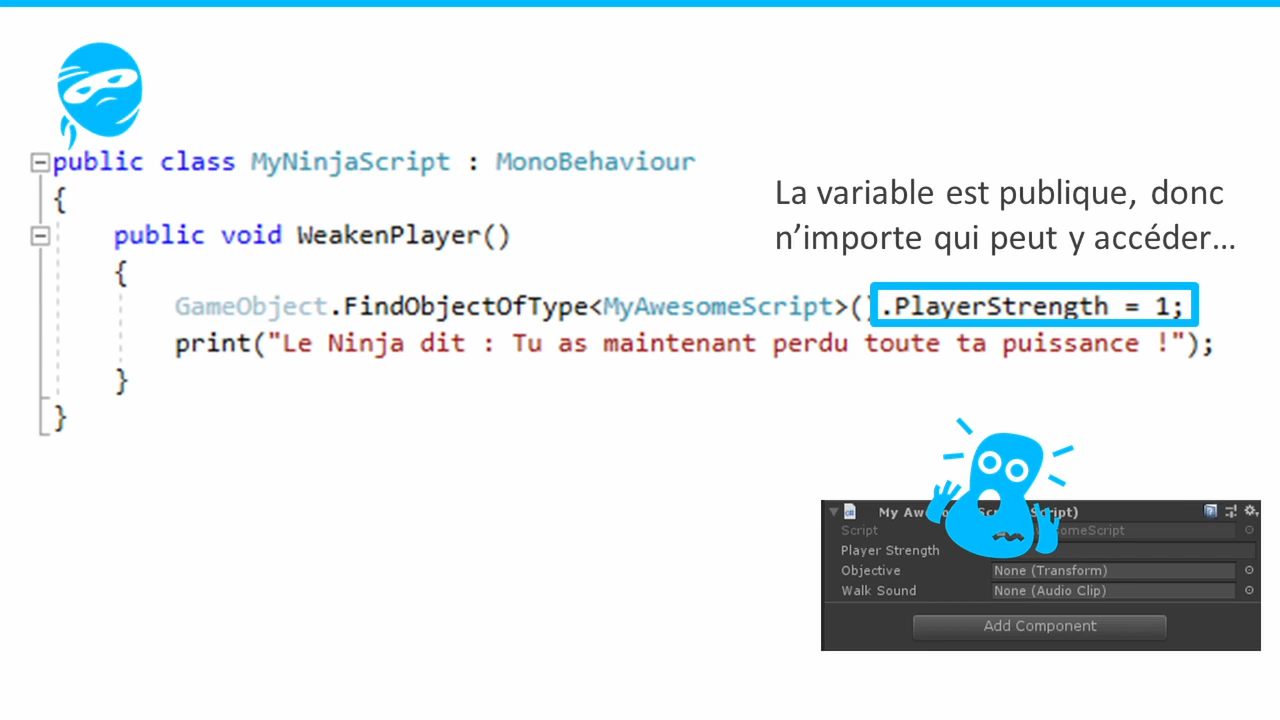 public class MyNinjaScript : MonoBehaviour
{
public void WeakenPlayer()
{
GameObject.FindObjectOfType<MyAwesomeScript>().PlayerStrength = 1;
print("Le Ninja dit : Tu as maintenant perdu toute ta puissance !");
}
}
La variable est publique, donc
n’importe qui peut y accéder…
My
Script
Player Strength
Objective None (Transform)
Walk Sound None (Audio Clip)
Add Component